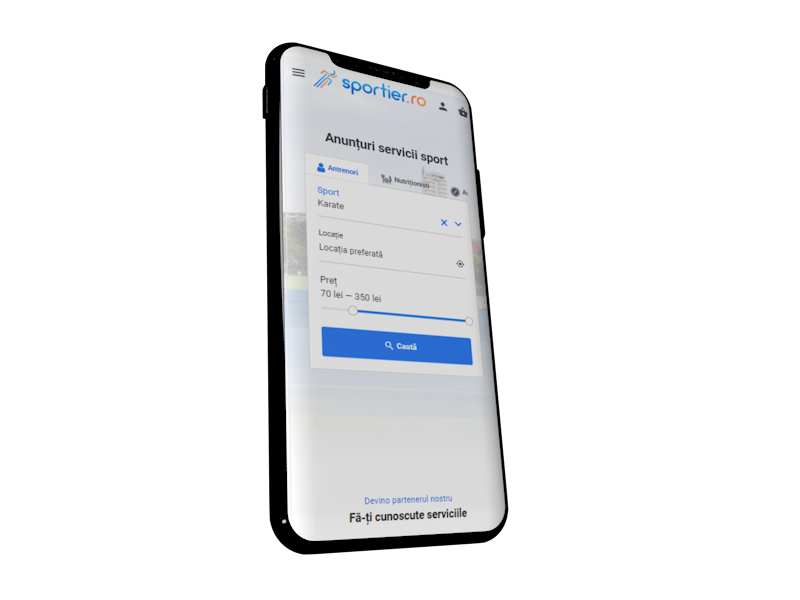 sportier.ro
Anunțuri servicii sport
Antrenori
Nutriționiști
Sport
Karate
Locație
Locația preferată
Preț
70 lei — 350 lei
Caută
Devino partenerul nostru
Fă-ți cunoscute serviciile